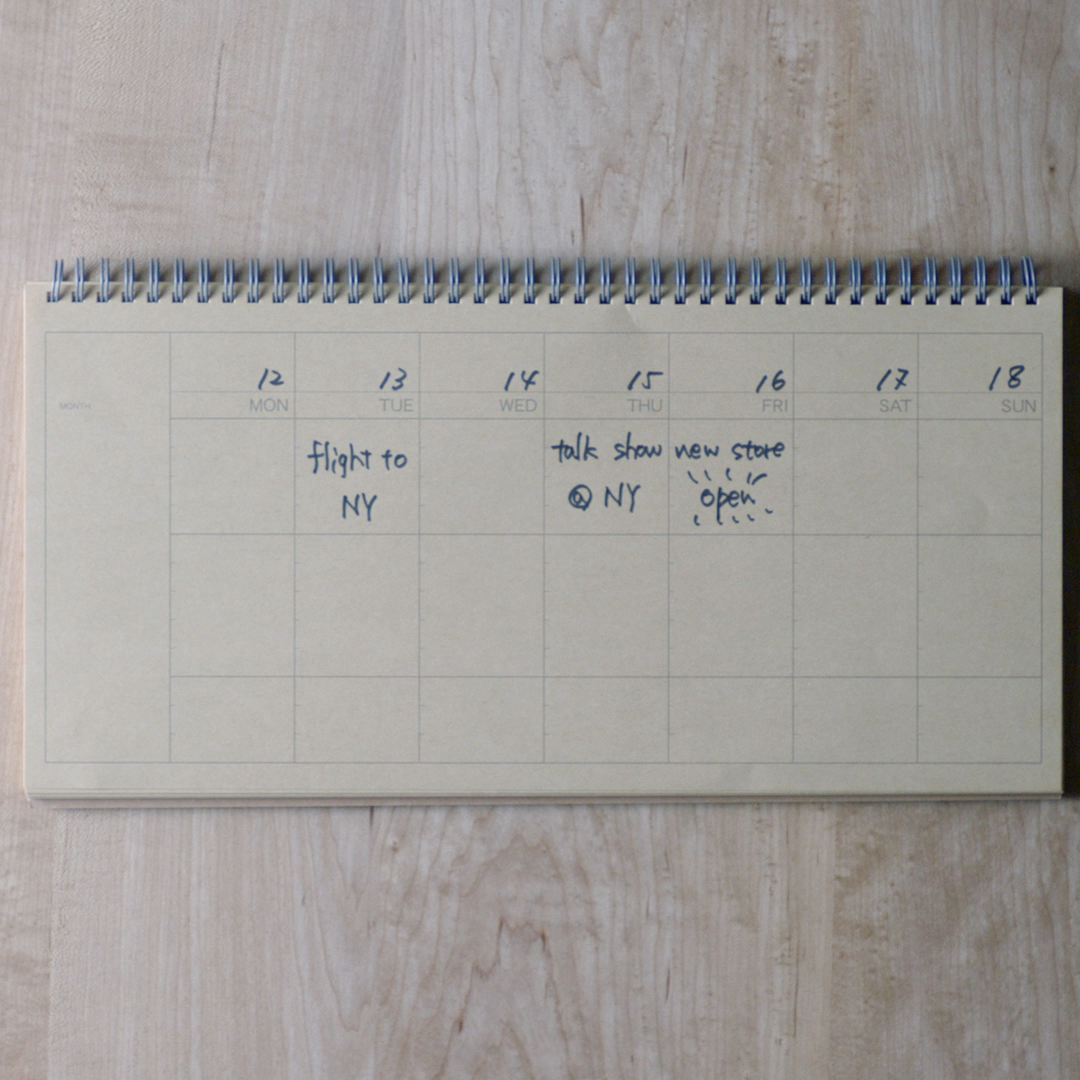 12 13 14 15 16 17 18
MONTH MON TUE WED THU FRI SAT SUN
flight to
NY
talk show
@ NY
new store
open